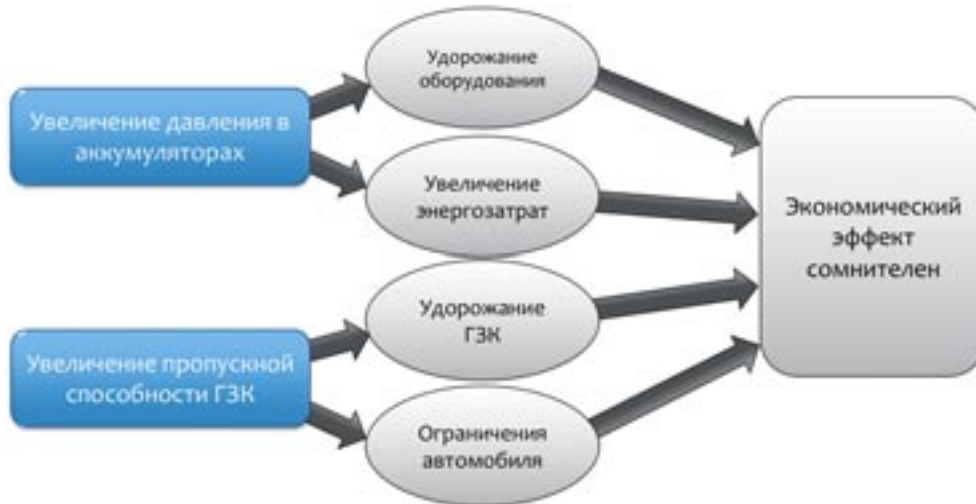 Удорожание
оборудования
Увеличение давления в
аккумуляторах
Увеличение
энергозатрат
Экономический
эффект
сомнителен
Удорожание
ГЗК
Увеличение пропускной
способности ГЗК
Ограничения
автомобиля